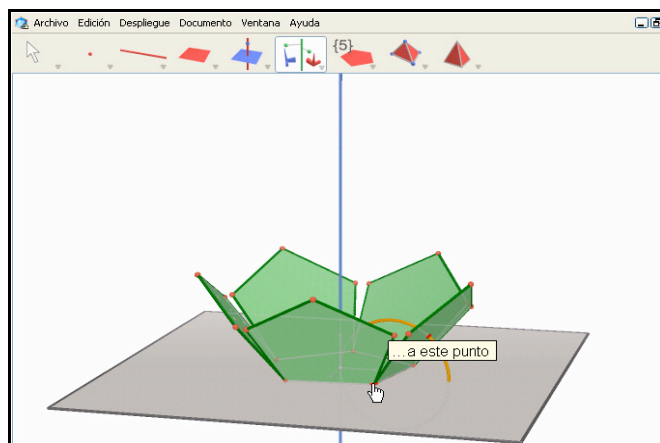 Archivo Edición Despliegue Documento Ventana Ayuda
{5}
...a este punto